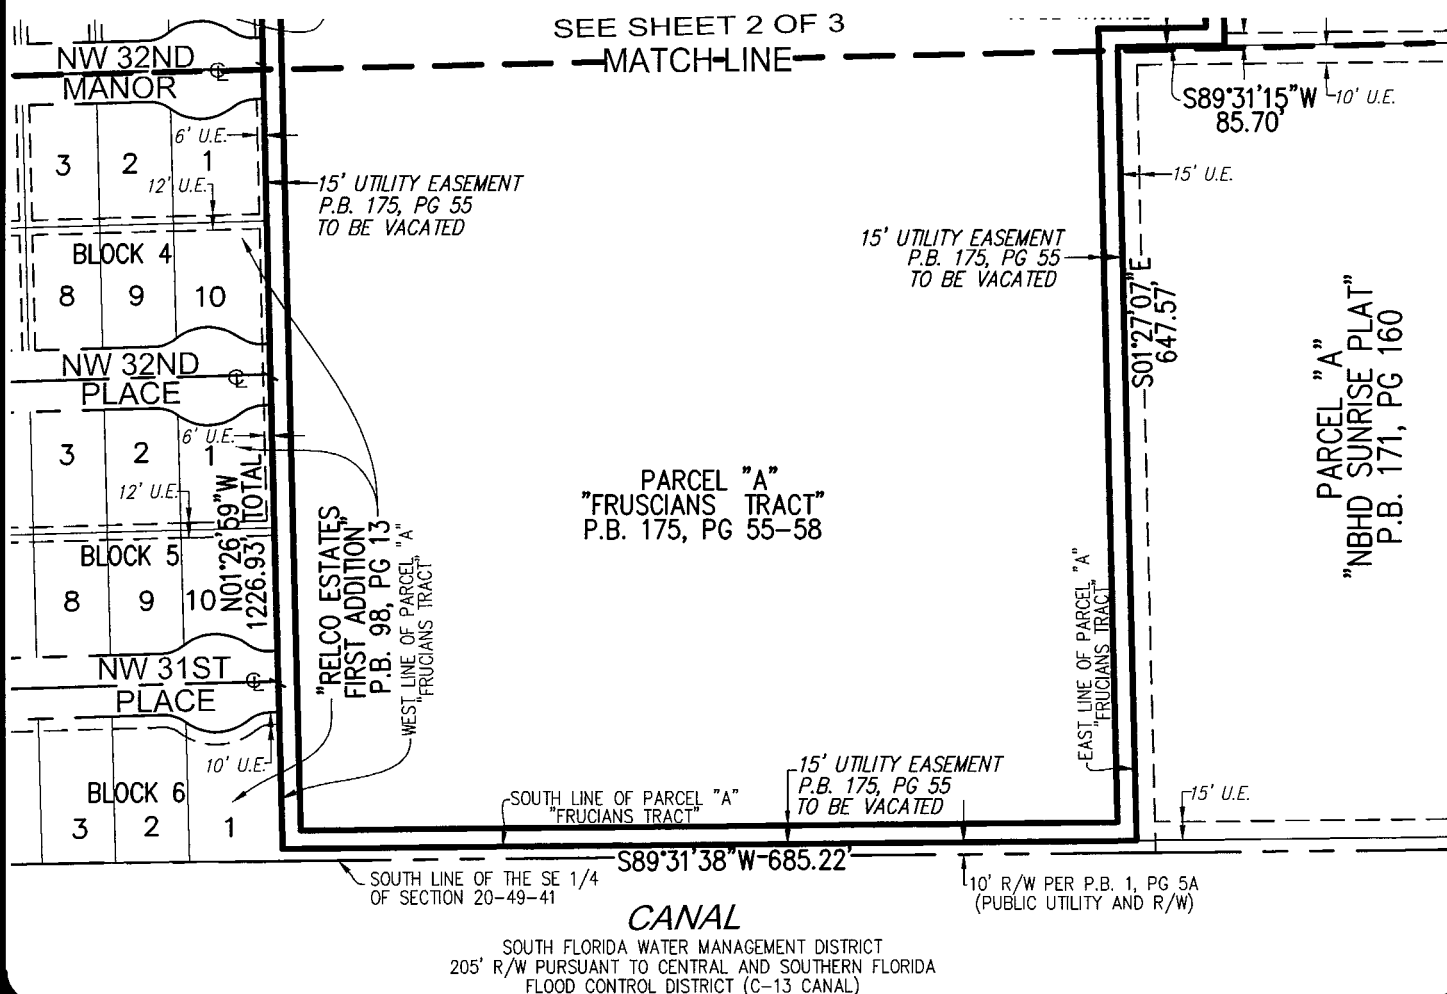 SEE SHEET 2 OF 3
MATCH-LINE
NW 32ND
MANOR
6' U.E.
3 2 1
12' U.E.
BLOCK 4
8 9 10
NW 32ND
PLACE
6' U.E.
3 2 1
12' U.E.
BLOCK 5
8 9 10
N01°26'59"W
1226.93' TOTAL
NW 31ST
PLACE
10' U.E.
BLOCK 6
3 2 1
15' UTILITY EASEMENT
P.B. 175, PG 55
TO BE VACATED
"RELCO ESTATES
FIRST ADDITION"
P.B. 98, PG 13
WEST LINE OF PARCEL "A"
"FRUCIANS TRACT"
PARCEL "A"
"FRUSCIANS TRACT"
P.B. 175, PG 55-58
15' UTILITY EASEMENT
P.B. 175, PG 55
TO BE VACATED
S89°31'15"W
85.70'
10' U.E.
15' U.E.
S01°27'07" E
647.57'
PARCEL "A"
"NBHD SUNRISE PLAT"
P.B. 171, PG 160
EAST LINE OF PARCEL "A"
"FRUCIANS TRACT"
15' UTILITY EASEMENT
P.B. 175, PG 55
TO BE VACATED
SOUTH LINE OF PARCEL "A"
"FRUCIANS TRACT"
15' U.E.
S89°31'38"W-685.22'
SOUTH LINE OF THE SE 1/4
OF SECTION 20-49-41
10' R/W PER P.B. 1, PG 5A
(PUBLIC UTILITY AND R/W)
CANAL
SOUTH FLORIDA WATER MANAGEMENT DISTRICT
205' R/W PURSUANT TO CENTRAL AND SOUTHERN FLORIDA
FLOOD CONTROL DISTRICT (C-13 CANAL)